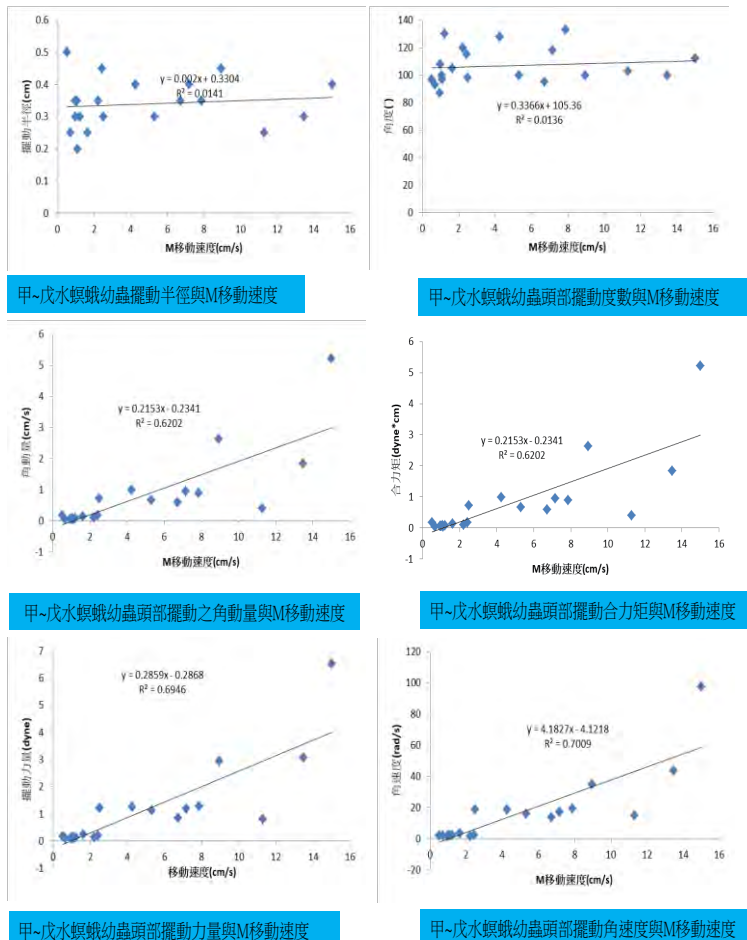 0.6
0.5
0.4
0.3
0.2
0.1
0
擺動半徑(cm)
y = 0.002x + 0.3304
R² = 0.0141
0 2 4 6 8 10 12 14 16
M移動速度(cm/s)
甲~戊水螟蛾幼蟲擺動半徑與M移動速度
140
120
100
80
60
40
20
0
角度(°)
y = 0.3366x + 105.36
R² = 0.0136
0 2 4 6 8 10 12 14 16
M移動速度(cm/s)
甲~戊水螟蛾幼蟲頭部擺動度數與M移動速度
6
5
4
3
2
1
0
-1
角動量(cm/s)
y = 0.2153x - 0.2341
R² = 0.6202
0 2 4 6 8 10 12 14 16
M移動速度(cm/s)
甲~戊水螟蛾幼蟲頭部擺動之角動量與M移動速度
6
5
4
3
2
1
0
-1
合力矩(dyne*cm)
y = 0.2153x - 0.2341
R² = 0.6202
0 2 4 6 8 10 12 14 16
M移動速度(cm/s)
甲~戊水螟蛾幼蟲頭部擺動合力矩與M移動速度
7
6
5
4
3
2
1
0
-1
擺動力量(dyne)
y = 0.2859x - 0.2868
R² = 0.6946
0 2 4 6 8 10 12 14 16
移動速度(cm/s)
甲~戊水螟蛾幼蟲頭部擺動力量與M移動速度
120
100
80
60
40
20
0
-20
角速度(rad/s)
y = 4.1827x - 4.1218
R² = 0.7009
0 2 4 6 8 10 12 14 16
M移動速度(cm/s)
甲~戊水螟蛾幼蟲頭部擺動角速度與M移動速度